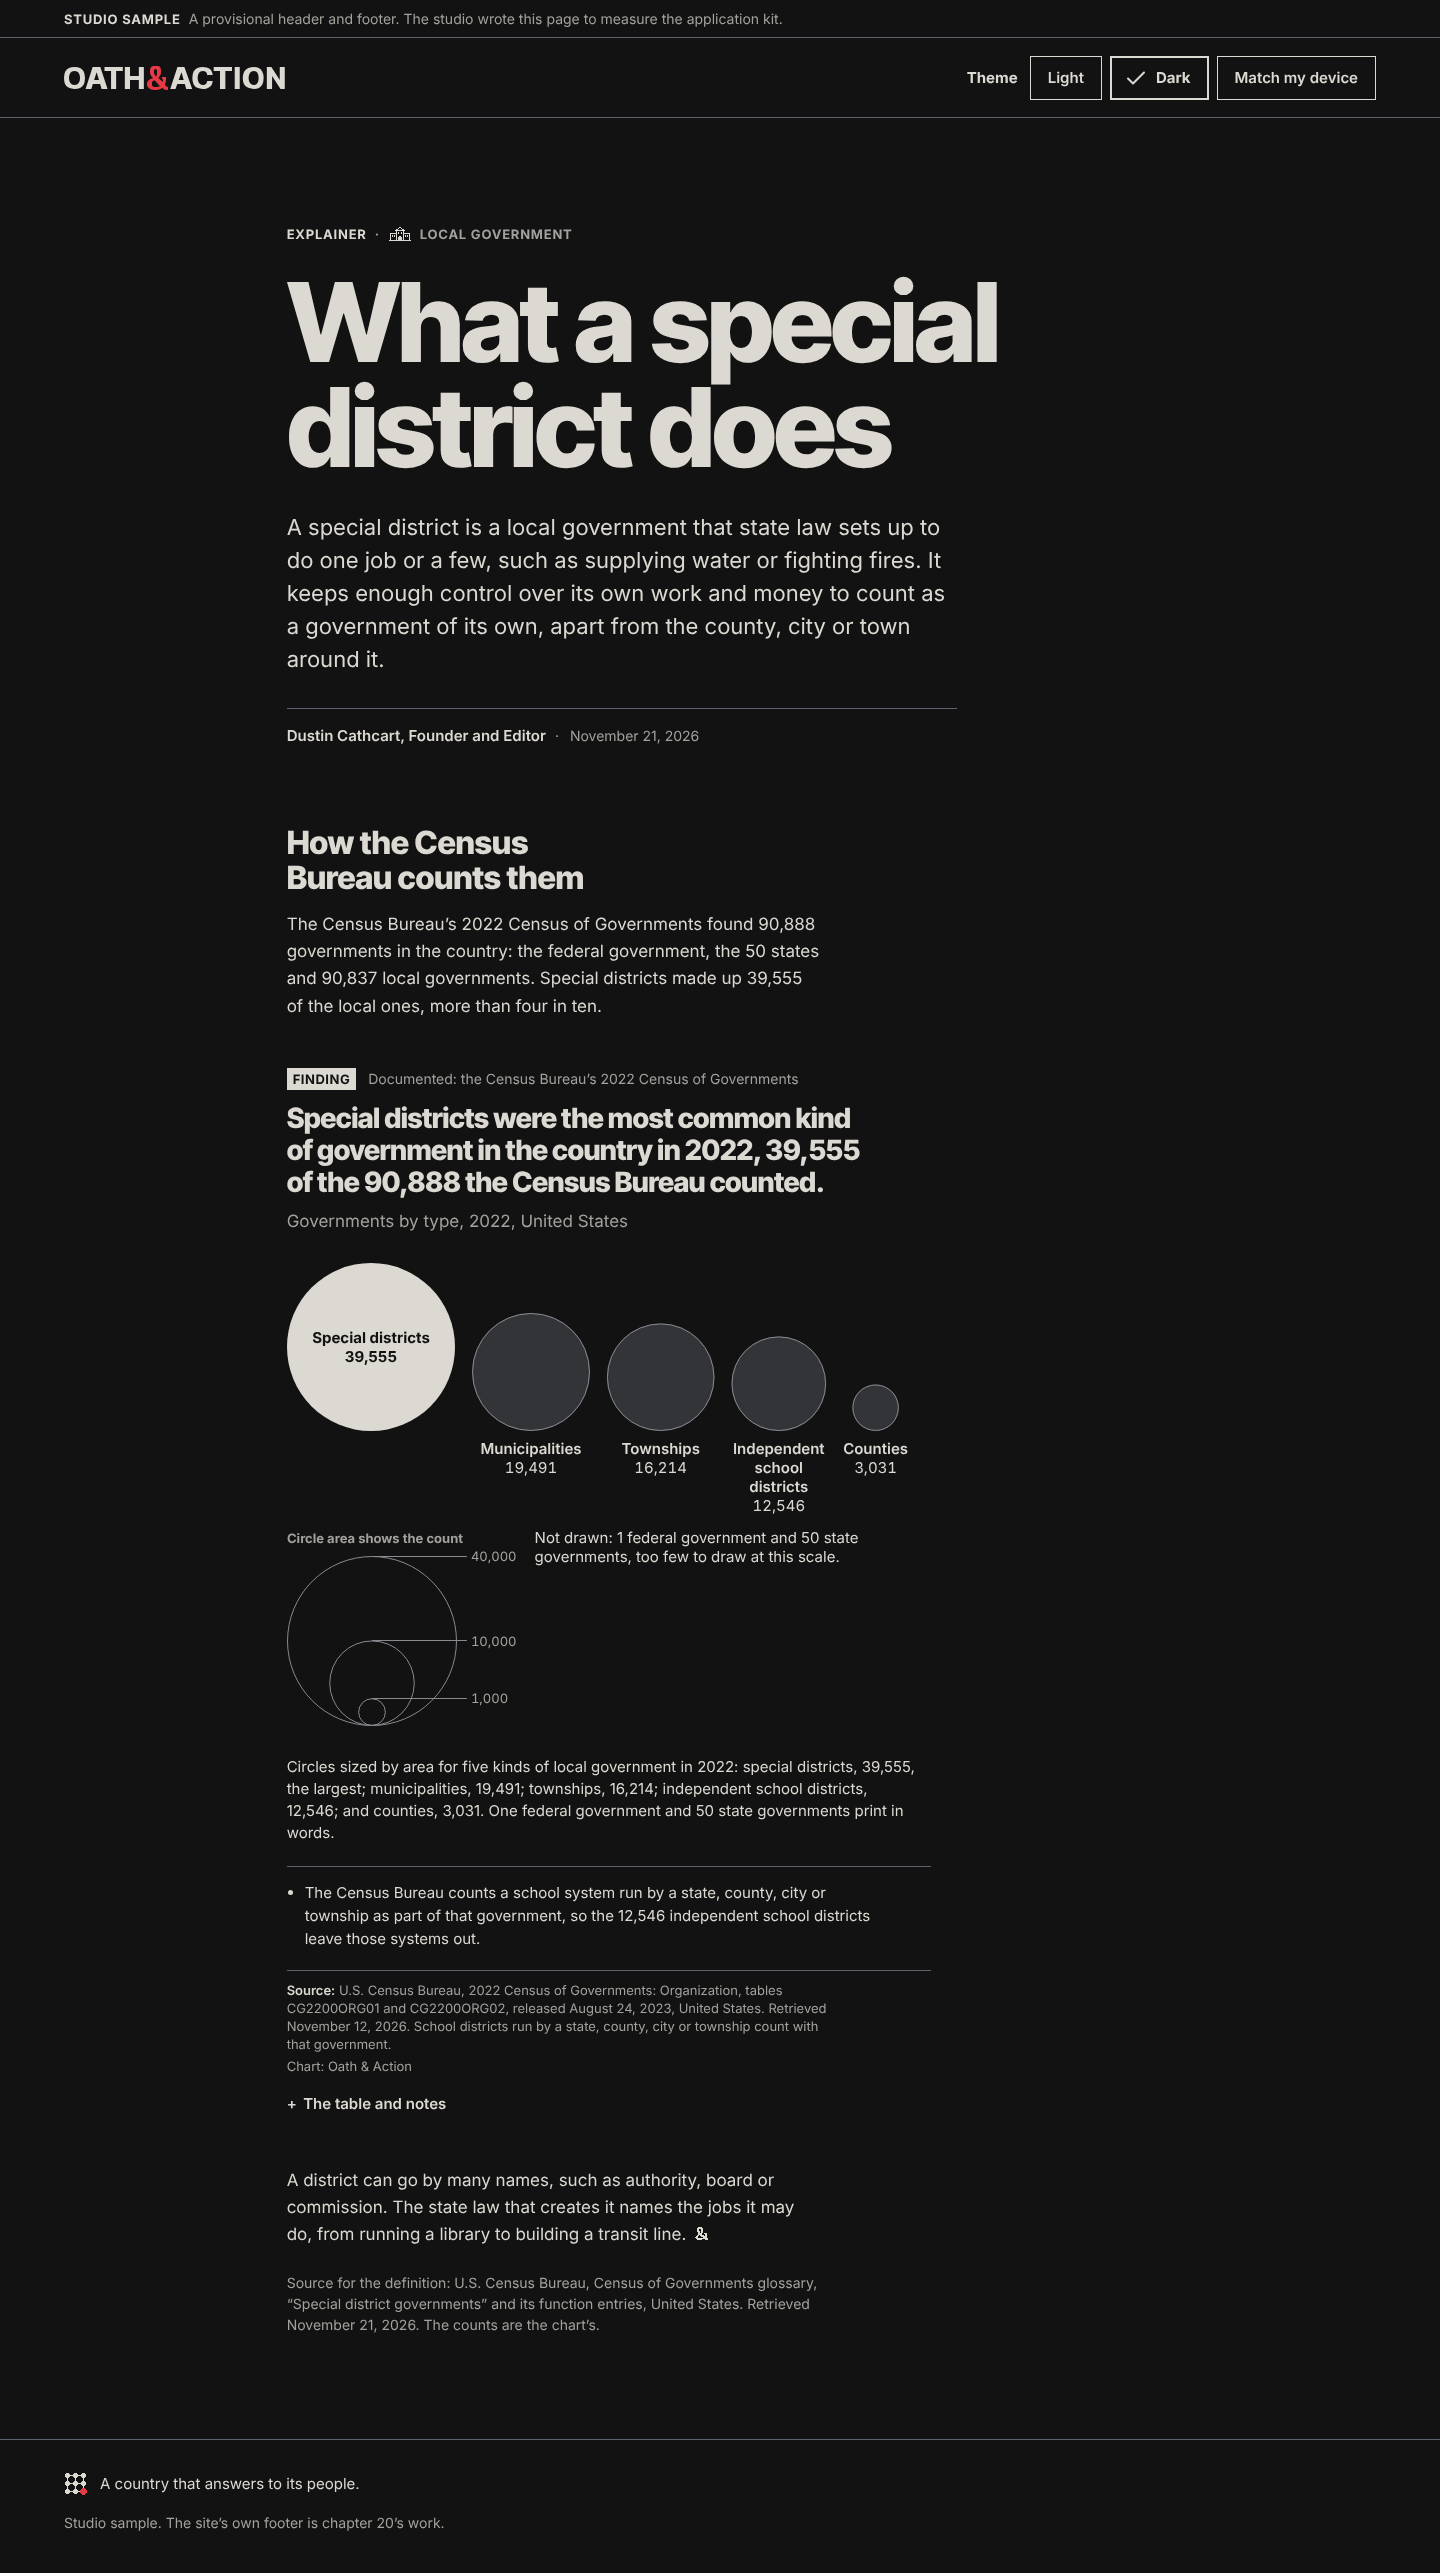 STUDIO SAMPLE A provisional header and footer. The studio wrote this page to measure the application kit.
OATH&ACTION
Theme Light Dark Match my device
EXPLAINER · LOCAL GOVERNMENT
What a special
district does
A special district is a local government that state law sets up to
do one job or a few, such as supplying water or fighting fires. It
keeps enough control over its own work and money to count as
a government of its own, apart from the county, city or town
around it.
Dustin Cathcart, Founder and Editor · November 21, 2026
How the Census
Bureau counts them
The Census Bureau’s 2022 Census of Governments found 90,888
governments in the country: the federal government, the 50 states
and 90,837 local governments. Special districts made up 39,555
of the local ones, more than four in ten.
FINDING Documented: the Census Bureau’s 2022 Census of Governments
Special districts were the most common kind
of government in the country in 2022, 39,555
of the 90,888 the Census Bureau counted.
Governments by type, 2022, United States
Special districts
39,555
Municipalities
19,491
Townships
16,214
Independent
school
districts
12,546
Counties
3,031
Circle area shows the count
40,000
10,000
1,000
Not drawn: 1 federal government and 50 state
governments, too few to draw at this scale.
Circles sized by area for five kinds of local government in 2022: special districts, 39,555,
the largest; municipalities, 19,491; townships, 16,214; independent school districts,
12,546; and counties, 3,031. One federal government and 50 state governments print in
words.
• The Census Bureau counts a school system run by a state, county, city or
township as part of that government, so the 12,546 independent school districts
leave those systems out.
Source: U.S. Census Bureau, 2022 Census of Governments: Organization, tables
CG2200ORG01 and CG2200ORG02, released August 24, 2023, United States. Retrieved
November 12, 2026. School districts run by a state, county, city or township count with
that government.
Chart: Oath & Action
+ The table and notes
A district can go by many names, such as authority, board or
commission. The state law that creates it names the jobs it may
do, from running a library to building a transit line. &
Source for the definition: U.S. Census Bureau, Census of Governments glossary,
“Special district governments” and its function entries, United States. Retrieved
November 21, 2026. The counts are the chart’s.
A country that answers to its people.
Studio sample. The site’s own footer is chapter 20’s work.